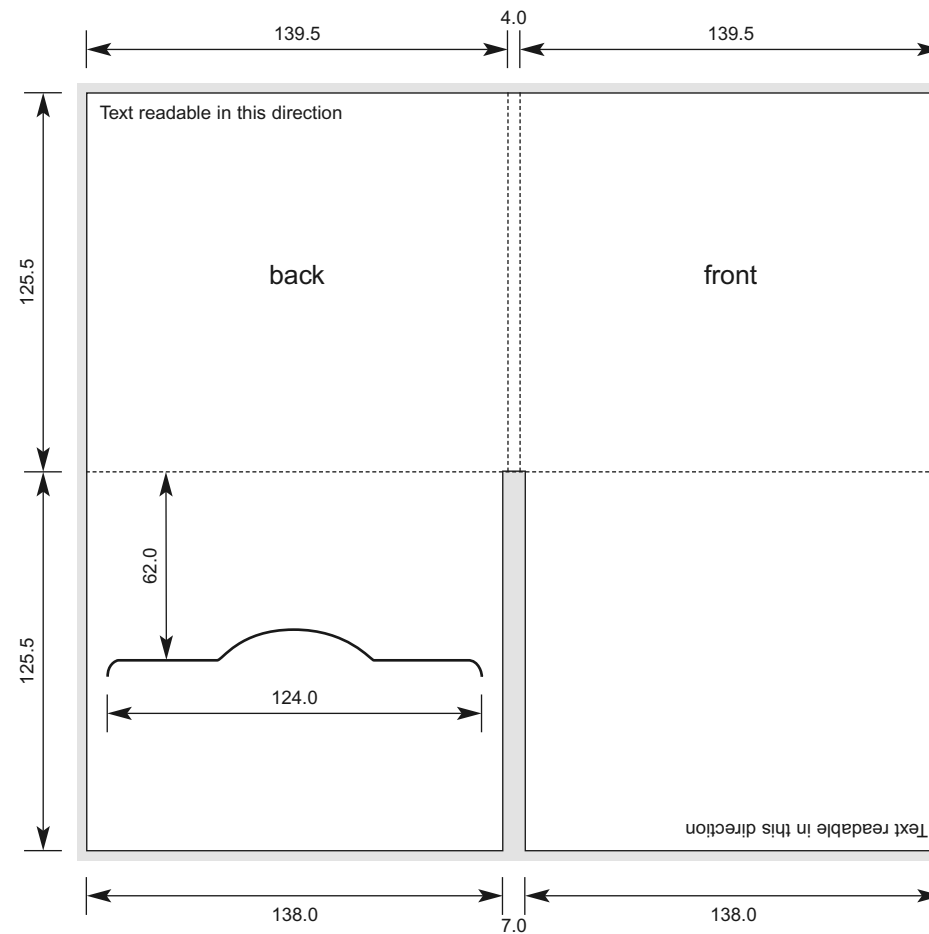 4.0
139.5
139.5
Text readable in this direction
125.5
back
front
62.0
125.5
124.0
Text readable in this direction
138.0
7.0
138.0